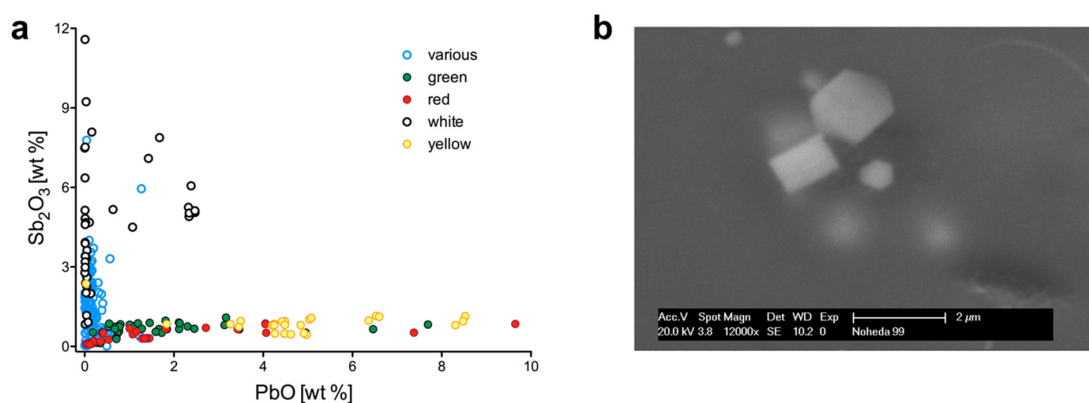 a
12
9
6
3
0
Sb₂O₃ [wt %]
various
green
red
white
yellow
0 2 4 6 8 10
PbO [wt %]
b
Acc.V Spot Magn Det WD Exp
20.0 kV 3.8 12000x SE 10.2 0
2 µm
Noheda 99